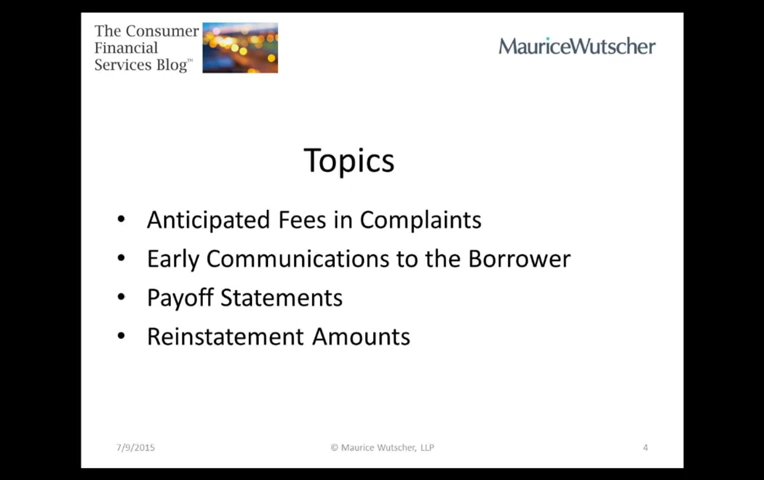 The Consumer
Financial
Services Blog™
MauriceWutscher
Topics
• Anticipated Fees in Complaints
• Early Communications to the Borrower
• Payoff Statements
• Reinstatement Amounts
7/9/2015
© Maurice Wutscher, LLP
4